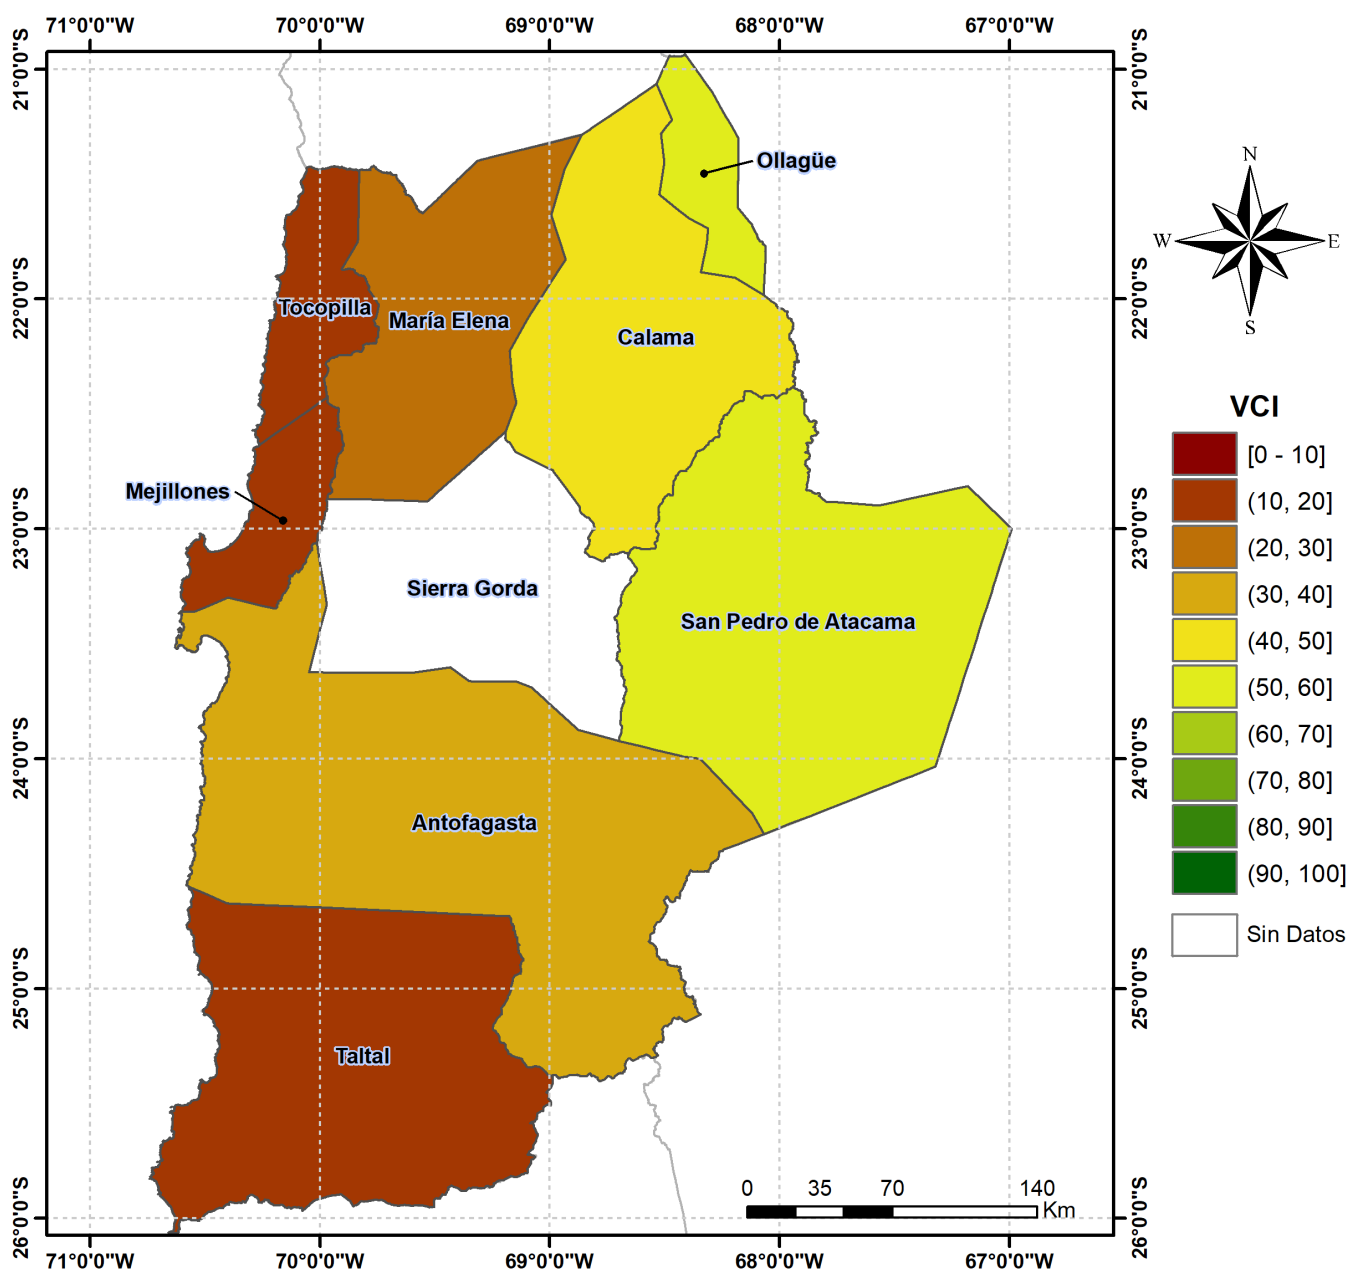 71°0'0"W 70°0'0"W 69°0'0"W 68°0'0"W 67°0'0"W
21°0'0"S
22°0'0"S
23°0'0"S
24°0'0"S
25°0'0"S
26°0'0"S
Ollagüe
Tocopilla
María Elena
Calama
Mejillones
Sierra Gorda
San Pedro de Atacama
Antofagasta
Taltal
N
W E
S
VCI
[0 - 10]
(10, 20]
(20, 30]
(30, 40]
(40, 50]
(50, 60]
(60, 70]
(70, 80]
(80, 90]
(90, 100]
Sin Datos
0 35 70 140
Km
21°0'0"S
22°0'0"S
23°0'0"S
24°0'0"S
25°0'0"S
26°0'0"S
71°0'0"W 70°0'0"W 69°0'0"W 68°0'0"W 67°0'0"W